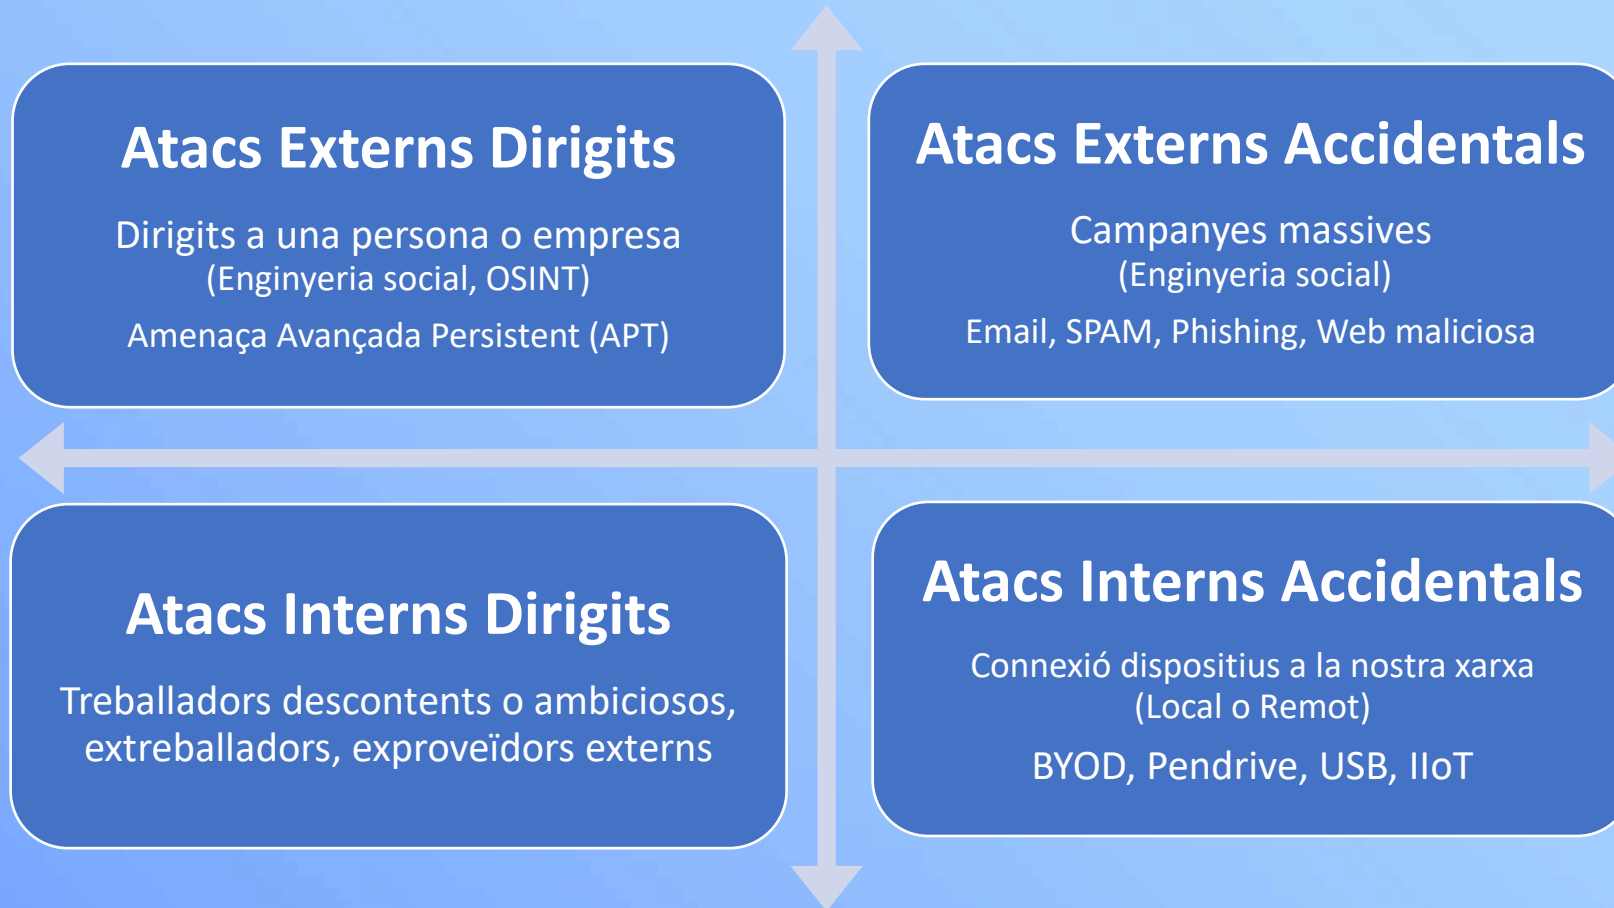 Atacs Externs Dirigits
Dirigits a una persona o empresa
(Enginyeria social, OSINT)
Amenaça Avançada Persistent (APT)
Atacs Externs Accidentals
Campanyes massives
(Enginyeria social)
Email, SPAM, Phishing, Web maliciosa
Atacs Interns Dirigits
Treballadors descontents o ambiciosos,
extreballadors, exproveïdors externs
Atacs Interns Accidentals
Connexió dispositius a la nostra xarxa
(Local o Remot)
BYOD, Pendrive, USB, IIoT